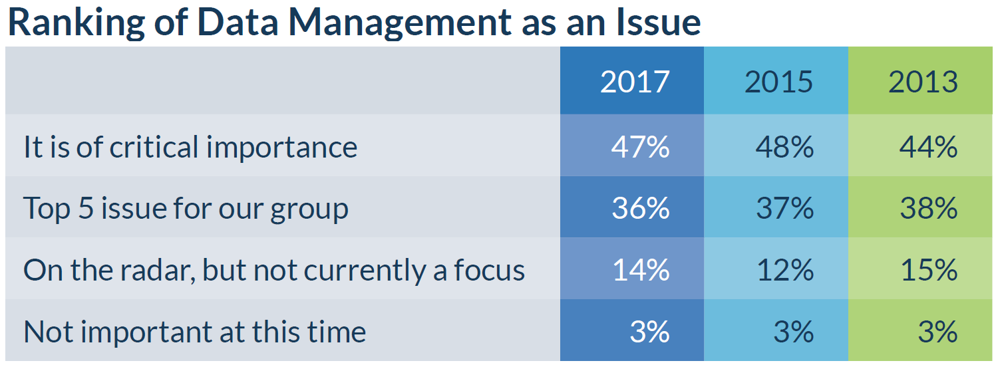 Ranking of Data Management as an Issue
2017 2015 2013
It is of critical importance 47% 48% 44%
Top 5 issue for our group 36% 37% 38%
On the radar, but not currently a focus 14% 12% 15%
Not important at this time 3% 3% 3%